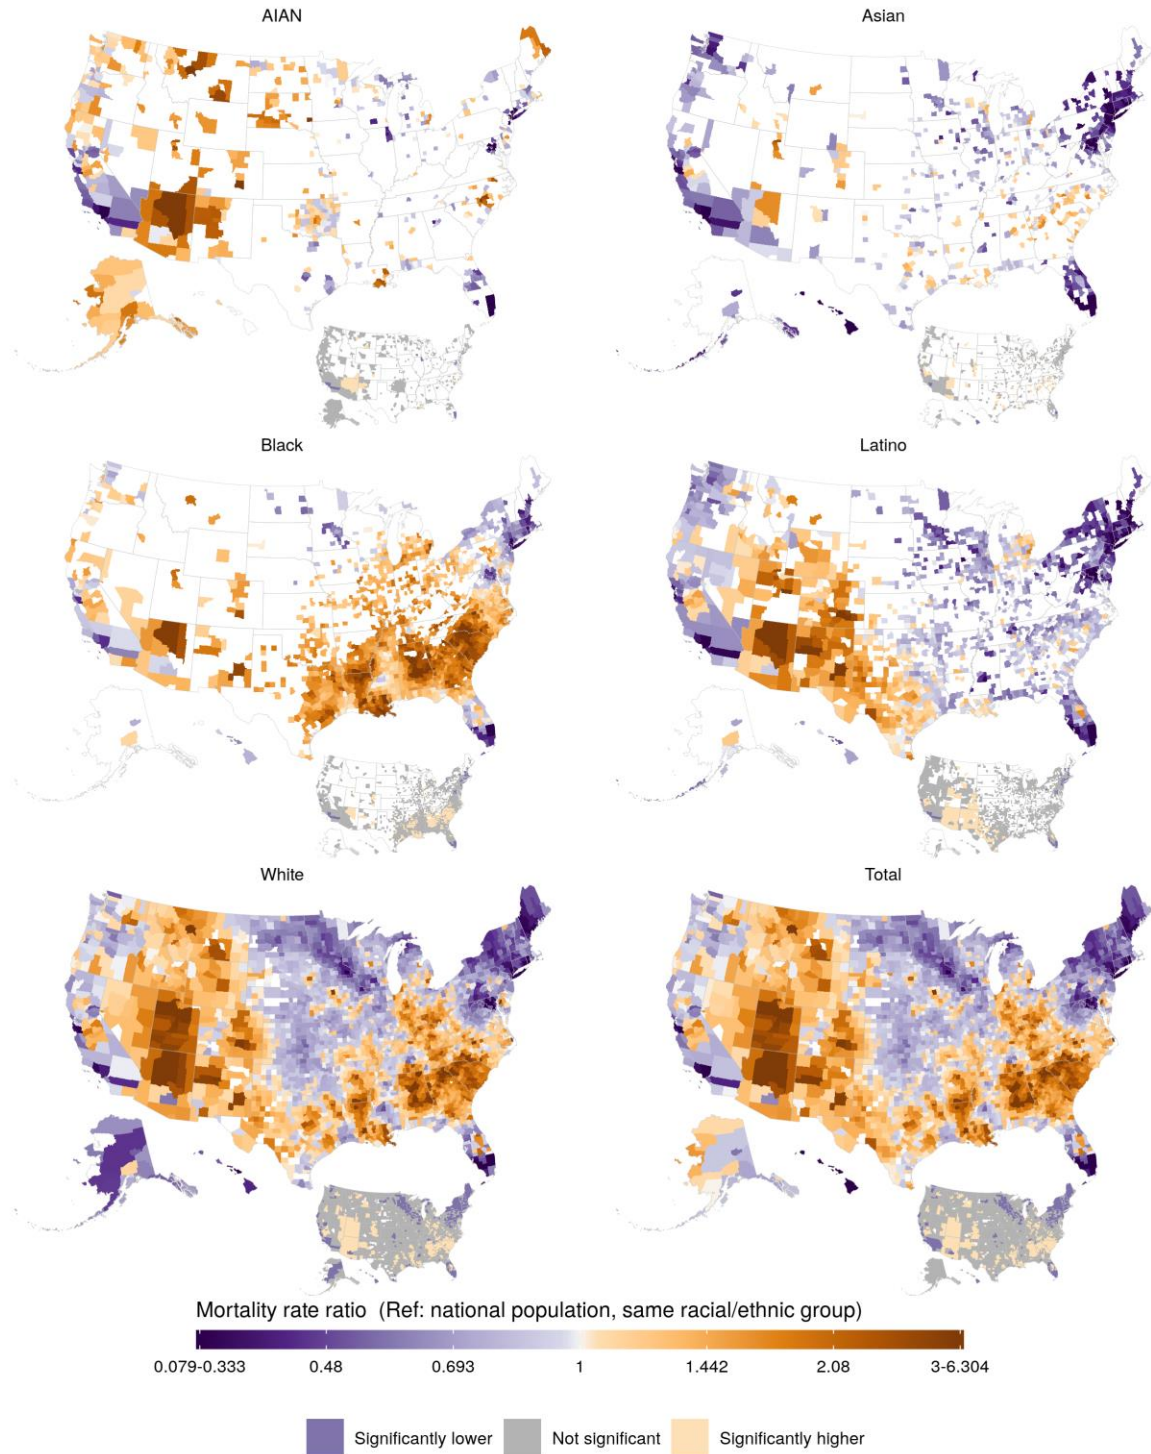 AIAN
Asian
Black
Latino
White
Total
Mortality rate ratio (Ref: national population, same racial/ethnic group)
0.079-0.333 0.48 0.693 1 1.442 2.08 3-6.304
Significantly lower Not significant Significantly higher